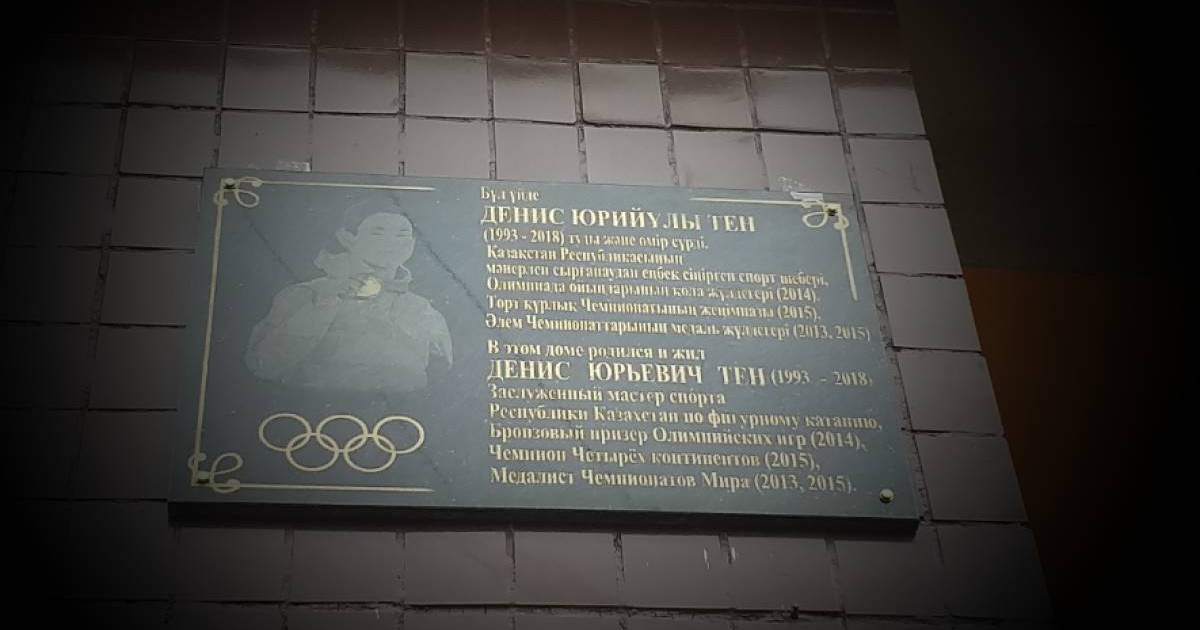 Бұл үйде
ДЕНИС ЮРИЙҰЛЫ ТЕН
(1993 - 2018) туды және өмір сүрді.
Қазақстан Республикасының
мәнерлеп сырғанаудан еңбек сіңірген спорт шебері,
Олимпиада ойындарының қола жүлдегері (2014),
Төрт құрлық Чемпионатының жеңімпазы (2015),
Әлем Чемпионаттарының медаль жүлдегері (2013, 2015)
В этом доме родился и жил
ДЕНИС ЮРЬЕВИЧ ТЕН (1993 - 2018)
Заслуженный мастер спорта
Республики Казахстан по фигурному катанию,
Бронзовый призер Олимпийских игр (2014),
Чемпион Четырёх континентов (2015),
Медалист Чемпионатов Мира (2013, 2015).